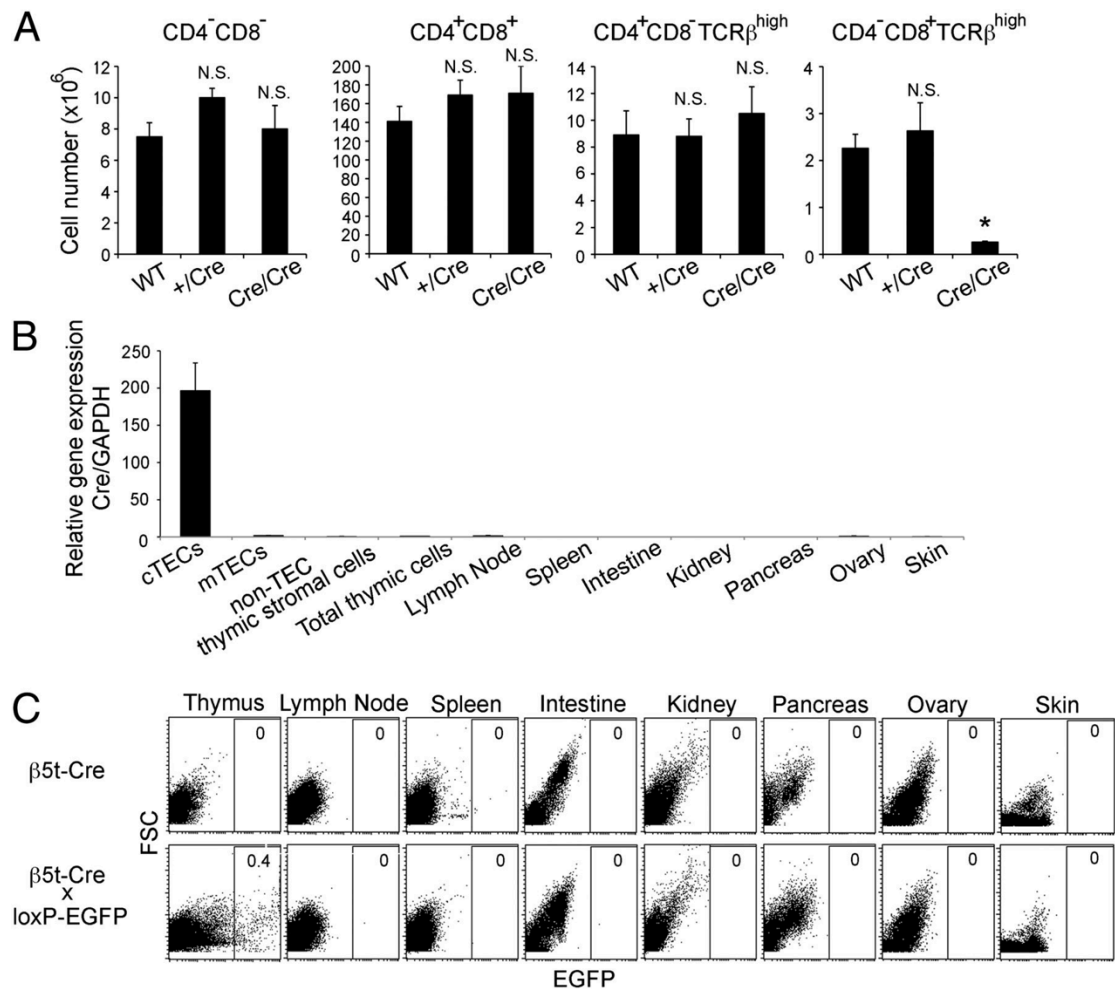 A
CD4⁻CD8⁻
CD4⁺CD8⁺
CD4⁺CD8⁻TCRβʰⁱᵍʰ
CD4⁻CD8⁺TCRβʰⁱᵍʰ
Cell number (x10⁶)
12
10
8
6
4
2
0
N.S.
N.S.
WT
+/Cre
Cre/Cre
200
180
160
140
120
100
80
60
40
20
0
N.S.
N.S.
WT
+/Cre
Cre/Cre
14
12
10
8
6
4
2
0
N.S.
N.S.
WT
+/Cre
Cre/Cre
4
3
2
1
0
N.S.
*
WT
+/Cre
Cre/Cre
B
Relative gene expression
Cre/GAPDH
250
200
150
100
50
0
cTECs
mTECs
non-TEC
thymic stromal cells
Total thymic cells
Lymph Node
Spleen
Intestine
Kidney
Pancreas
Ovary
Skin
C
Thymus
Lymph Node
Spleen
Intestine
Kidney
Pancreas
Ovary
Skin
β5t-Cre
0
0
0
0
0
0
0
0
FSC
β5t-Cre
x
loxP-EGFP
0.4
0
0
0
0
0
0
0
EGFP